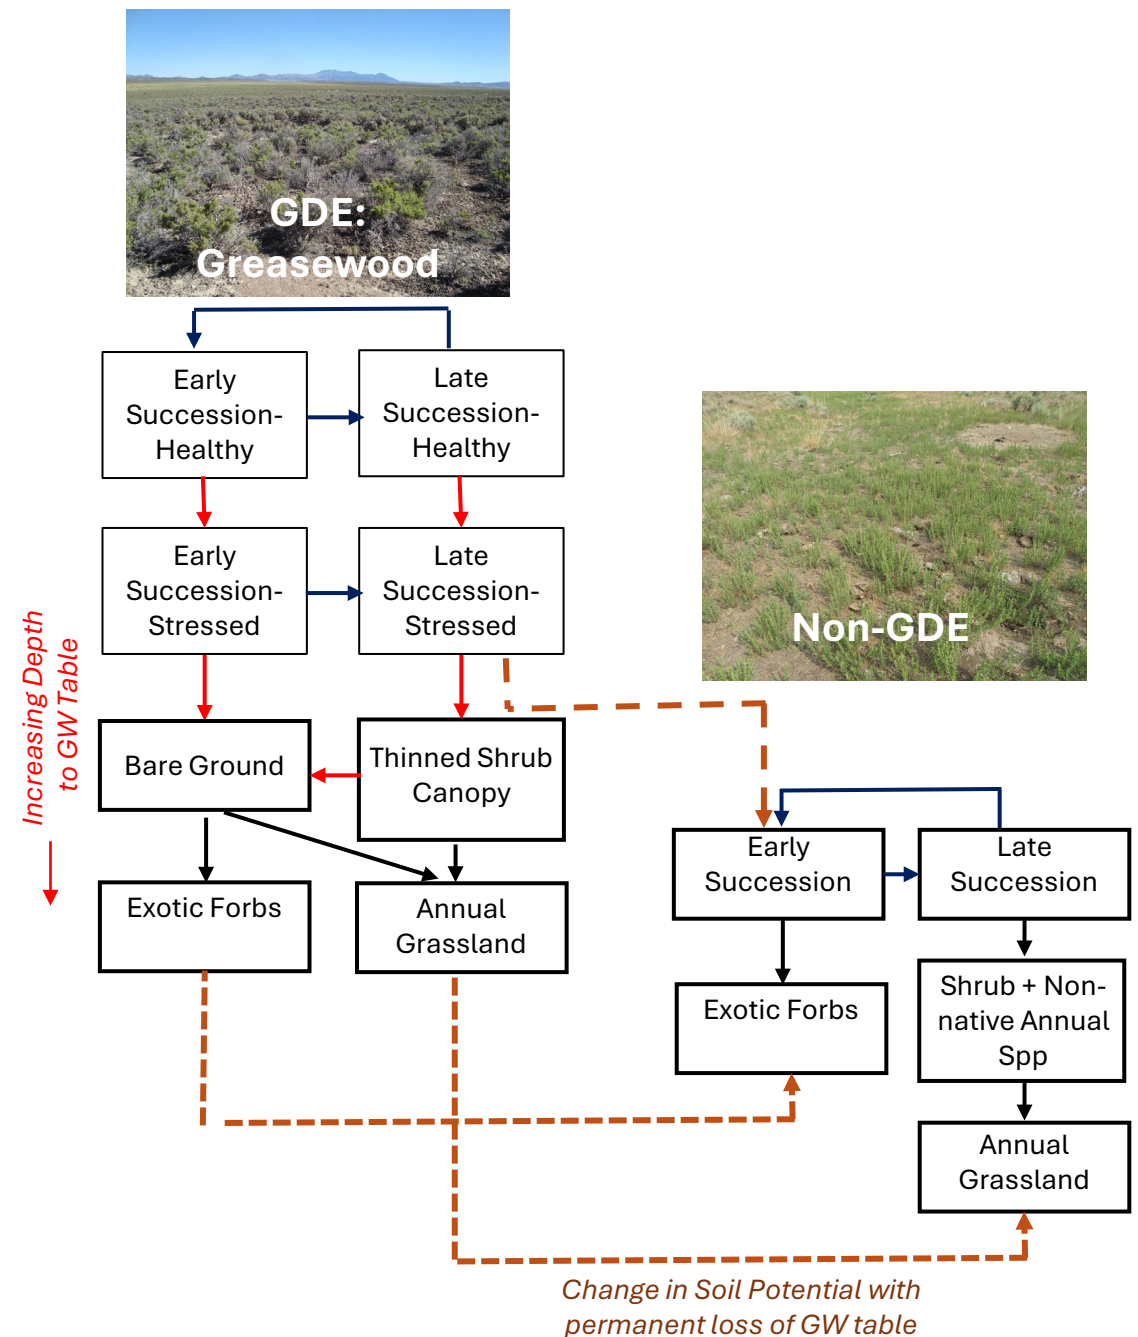 GDE:
Greasewood
Early
Succession-
Healthy
Late
Succession-
Healthy
Early
Succession-
Stressed
Late
Succession-
Stressed
Increasing Depth
to GW Table
Bare Ground
Thinned Shrub
Canopy
Exotic Forbs
Annual
Grassland
Non-GDE
Early
Succession
Late
Succession
Exotic Forbs
Shrub + Non-
native Annual
Spp
Annual
Grassland
Change in Soil Potential with
permanent loss of GW table